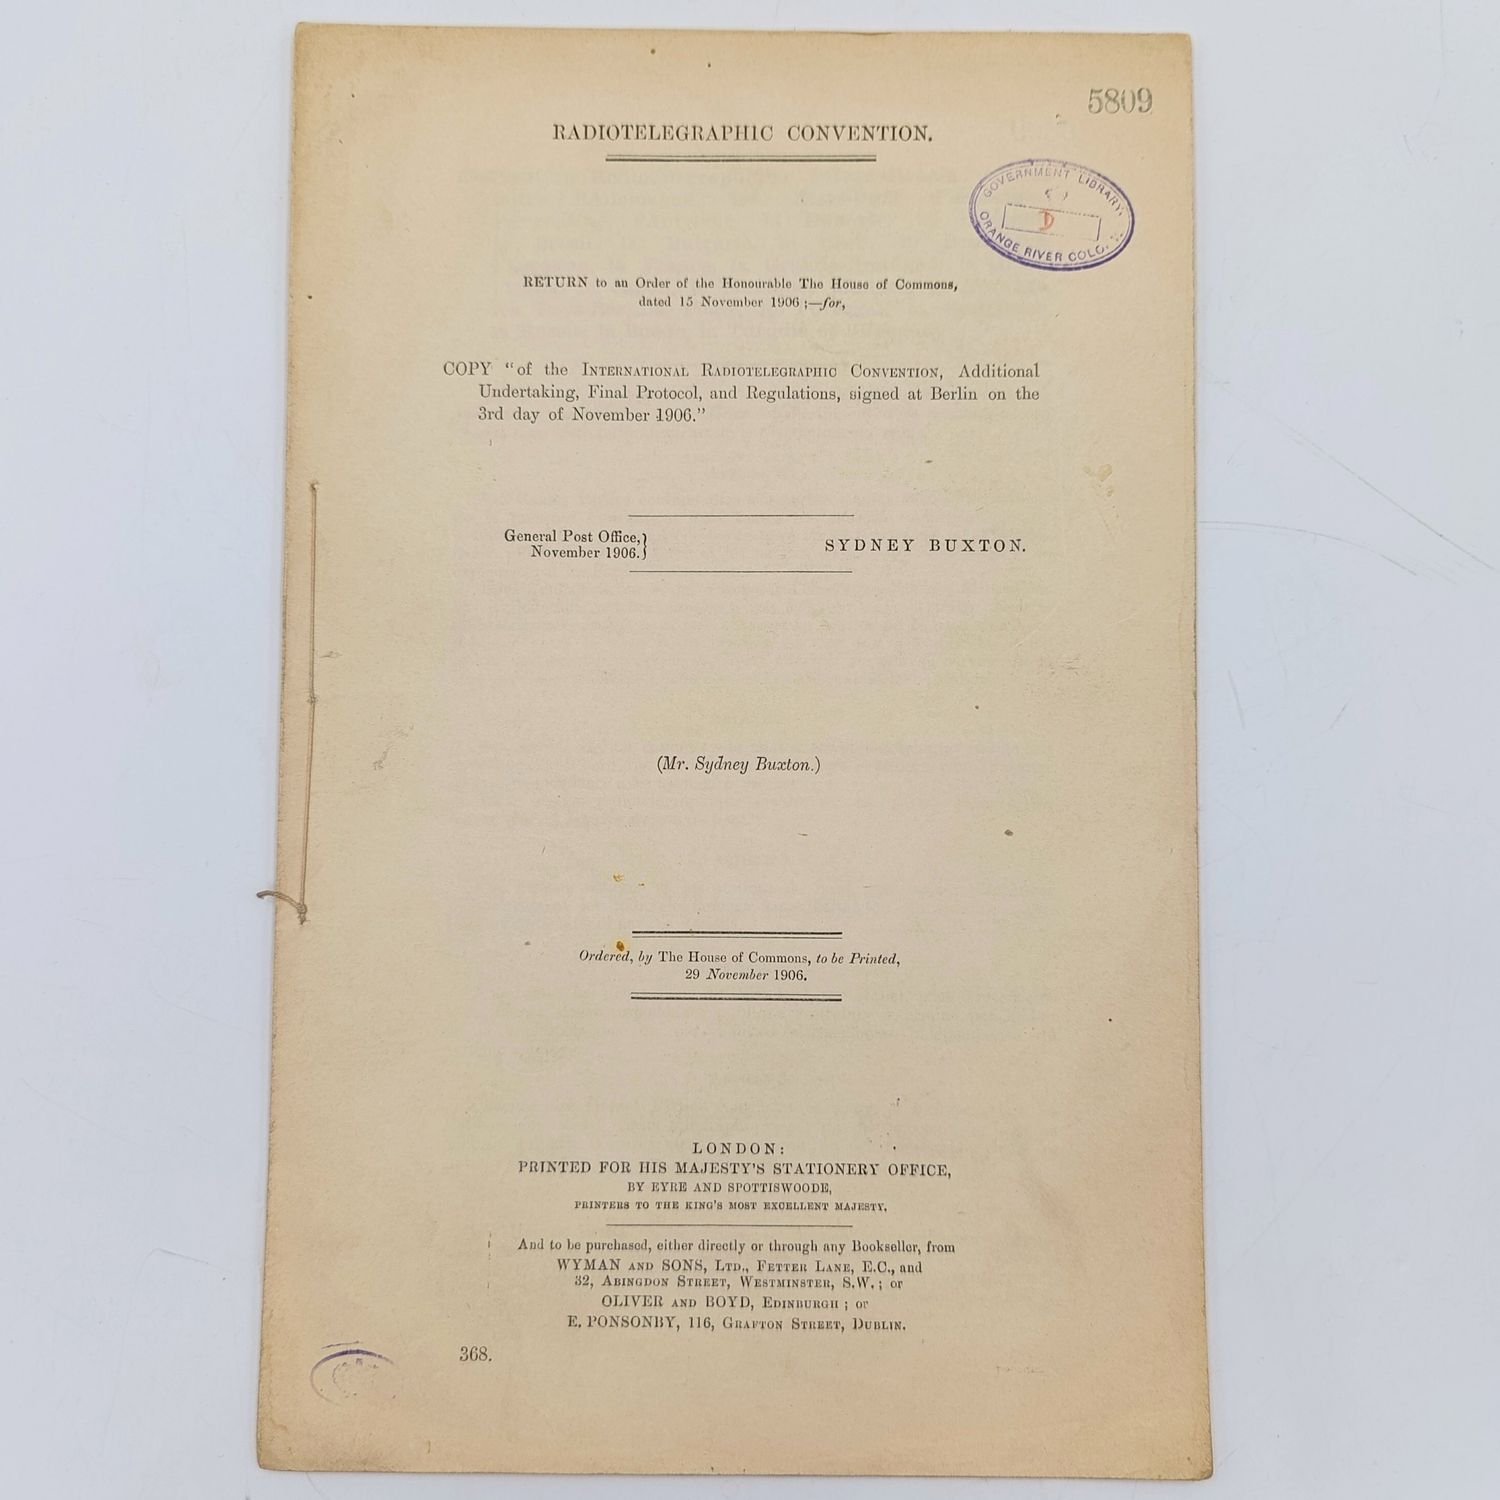 5809
RADIOTELEGRAPHIC CONVENTION.
GOVERNMENT LIBRARY.
D
ORANGE RIVER COLO
RETURN to an Order of the Honourable The House of Commons,
dated 15 November 1906 ;—for,
COPY "of the INTERNATIONAL RADIOTELEGRAPHIC CONVENTION, Additional
Undertaking, Final Protocol, and Regulations, signed at Berlin on the
3rd day of November 1906."
General Post Office,}
November 1906.}
SYDNEY BUXTON.
(Mr. Sydney Buxton.)
Ordered, by The House of Commons, to be Printed,
29 November 1906.
LONDON:
PRINTED FOR HIS MAJESTY'S STATIONERY OFFICE,
BY EYRE AND SPOTTISWOODE,
PRINTERS TO THE KING'S MOST EXCELLENT MAJESTY.
And to be purchased, either directly or through any Bookseller, from
WYMAN AND SONS, LTD., FETTER LANE, E.C., and
32, ABINGDON STREET, WESTMINSTER, S.W. ; or
OLIVER AND BOYD, EDINBURGH ; or
E. PONSONBY, 116, GRAFTON STREET, DUBLIN.
368.